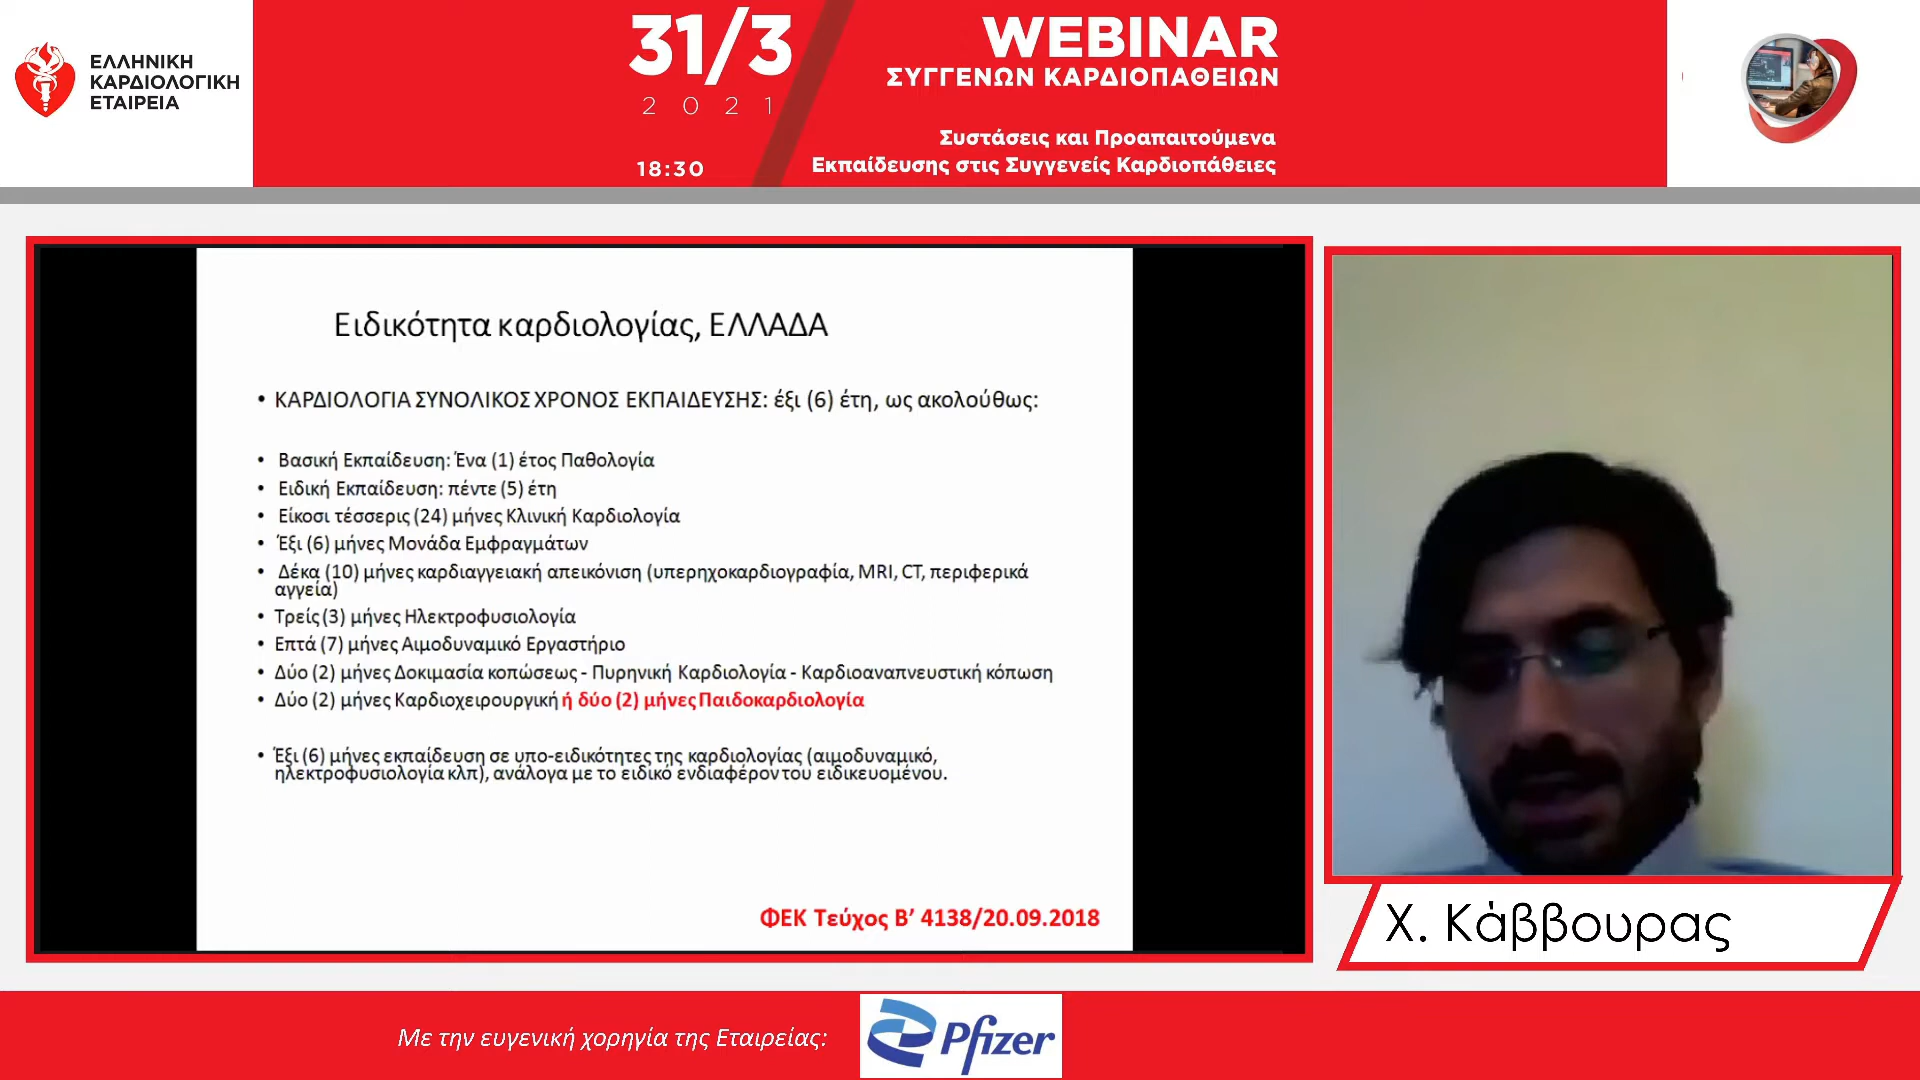 ΕΛΛΗΝΙΚΗ
ΚΑΡΔΙΟΛΟΓΙΚΗ
ΕΤΑΙΡΕΙΑ
31/3
2021
18:30
WEBINAR
ΣΥΓΓΕΝΩΝ ΚΑΡΔΙΟΠΑΘΕΙΩΝ
Συστάσεις και Προαπαιτούμενα
Εκπαίδευσης στις Συγγενείς Καρδιοπάθειες
Ειδικότητα καρδιολογίας, ΕΛΛΑΔΑ
• ΚΑΡΔΙΟΛΟΓΙΑ ΣΥΝΟΛΙΚΟΣ ΧΡΟΝΟΣ ΕΚΠΑΙΔΕΥΣΗΣ: έξι (6) έτη, ως ακολούθως:
• Βασική Εκπαίδευση: Ένα (1) έτος Παθολογία
• Ειδική Εκπαίδευση: πέντε (5) έτη
• Είκοσι τέσσερις (24) μήνες Κλινική Καρδιολογία
• Έξι (6) μήνες Μονάδα Εμφραγμάτων
• Δέκα (10) μήνες καρδιαγγειακή απεικόνιση (υπερηχοκαρδιογραφία, MRI, CT, περιφερικά
αγγεία)
• Τρείς (3) μήνες Ηλεκτροφυσιολογία
• Επτά (7) μήνες Αιμοδυναμικό Εργαστήριο
• Δύο (2) μήνες Δοκιμασία κοπώσεως - Πυρηνική Καρδιολογία - Καρδιοαναπνευστική κόπωση
• Δύο (2) μήνες Καρδιοχειρουργική ή δύο (2) μήνες Παιδοκαρδιολογία
• Έξι (6) μήνες εκπαίδευση σε υπο-ειδικότητες της καρδιολογίας (αιμοδυναμικό,
ηλεκτροφυσιολογία κλπ), ανάλογα με το ειδικό ενδιαφέρον του ειδικευομένου.
ΦΕΚ Τεύχος Β’ 4138/20.09.2018
Χ. Κάββουρας
Με την ευγενική χορηγία της Εταιρείας:
Pfizer